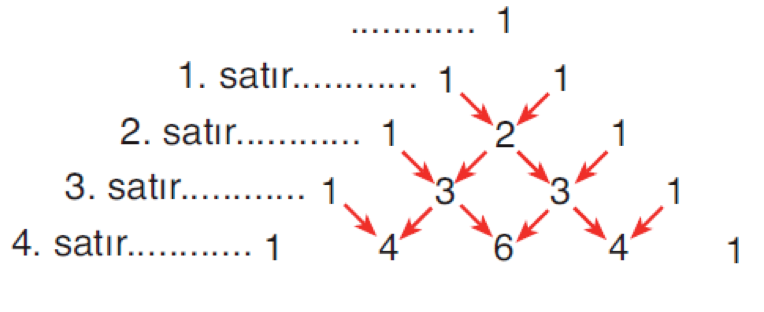 ............ 1
1. satır............ 1 1
2. satır............ 1 2 1
3. satır............ 1 3 3 1
4. satır............ 1 4 6 4 1